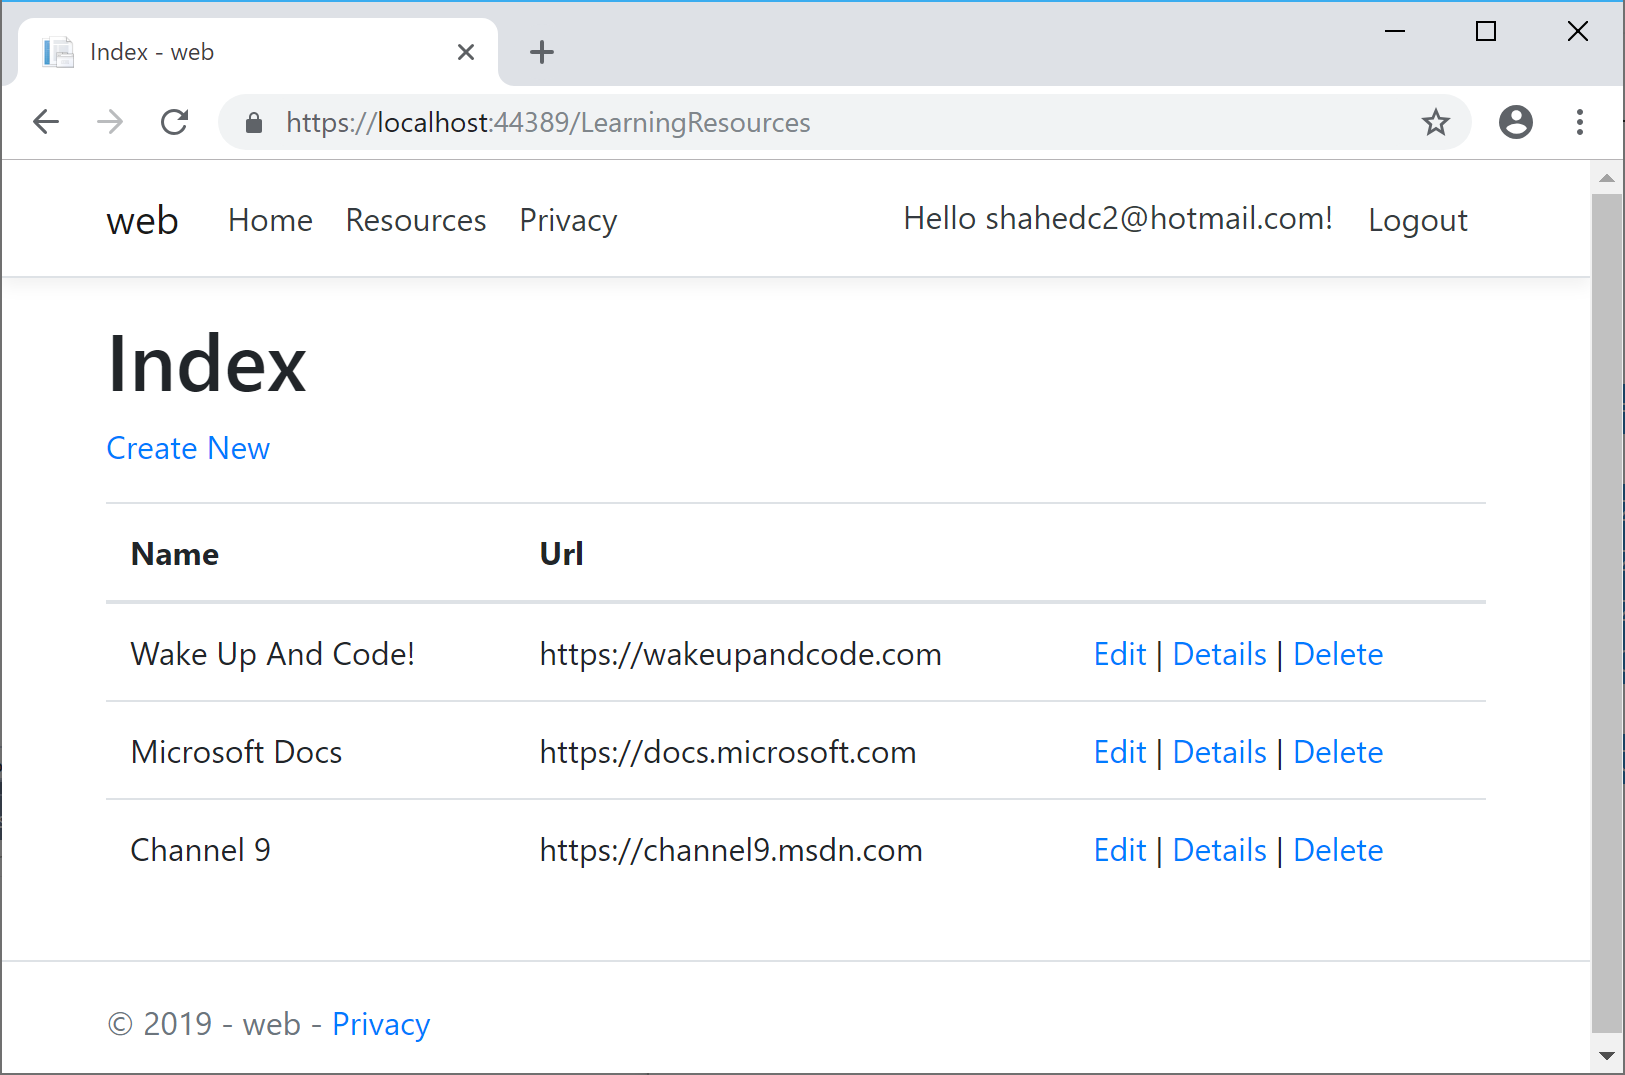 Index - web
https://localhost:44389/LearningResources
web Home Resources Privacy Hello shahedc2@hotmail.com! Logout
Index
Create New
Name Url
Wake Up And Code! https://wakeupandcode.com Edit | Details | Delete
Microsoft Docs https://docs.microsoft.com Edit | Details | Delete
Channel 9 https://channel9.msdn.com Edit | Details | Delete
© 2019 - web - Privacy